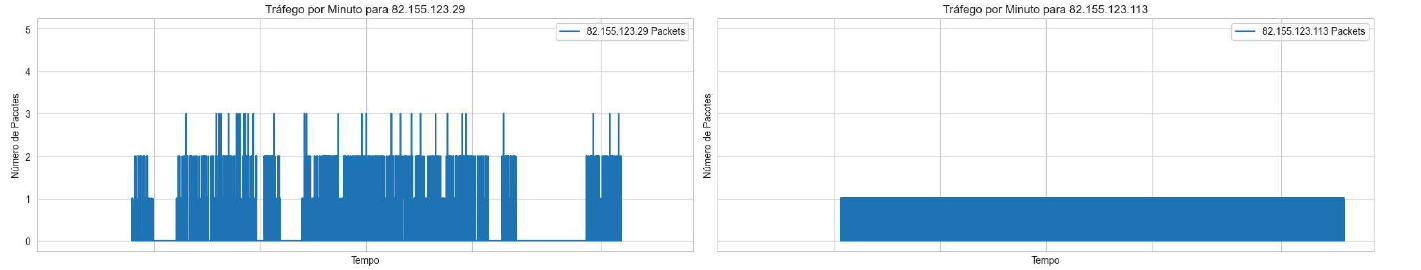 Tráfego por Minuto para 82.155.123.29
82.155.123.29 Packets
5
4
3
2
1
0
Número de Pacotes
Tempo
Tráfego por Minuto para 82.155.123.113
82.155.123.113 Packets
Número de Pacotes
Tempo